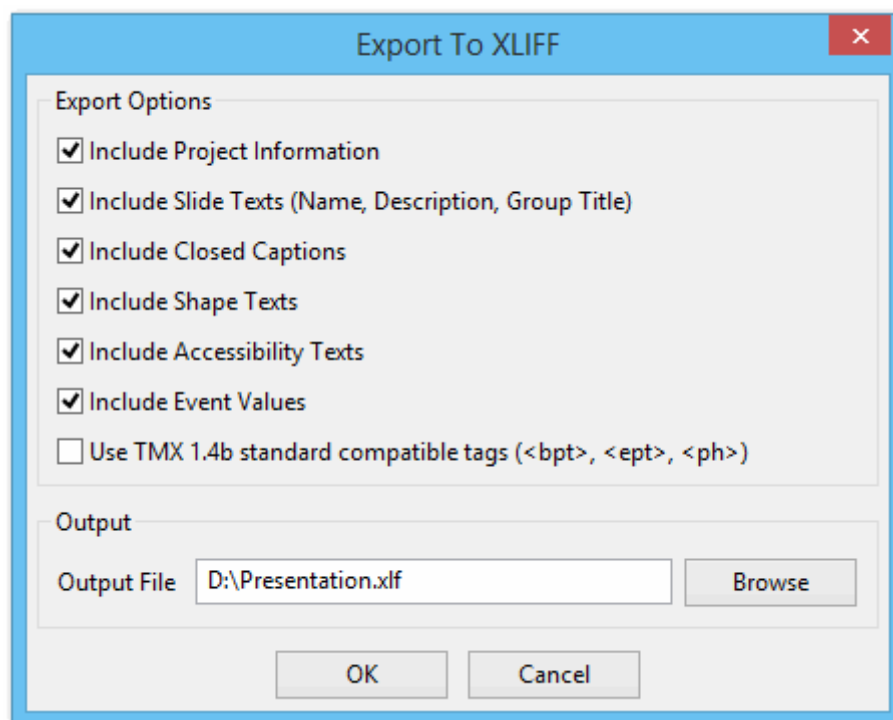 Export To XLIFF
Export Options
Include Project Information
Include Slide Texts (Name, Description, Group Title)
Include Closed Captions
Include Shape Texts
Include Accessibility Texts
Include Event Values
Use TMX 1.4b standard compatible tags (<bpt>, <ept>, <ph>)
Output
Output File D:\Presentation.xlf Browse
OK Cancel